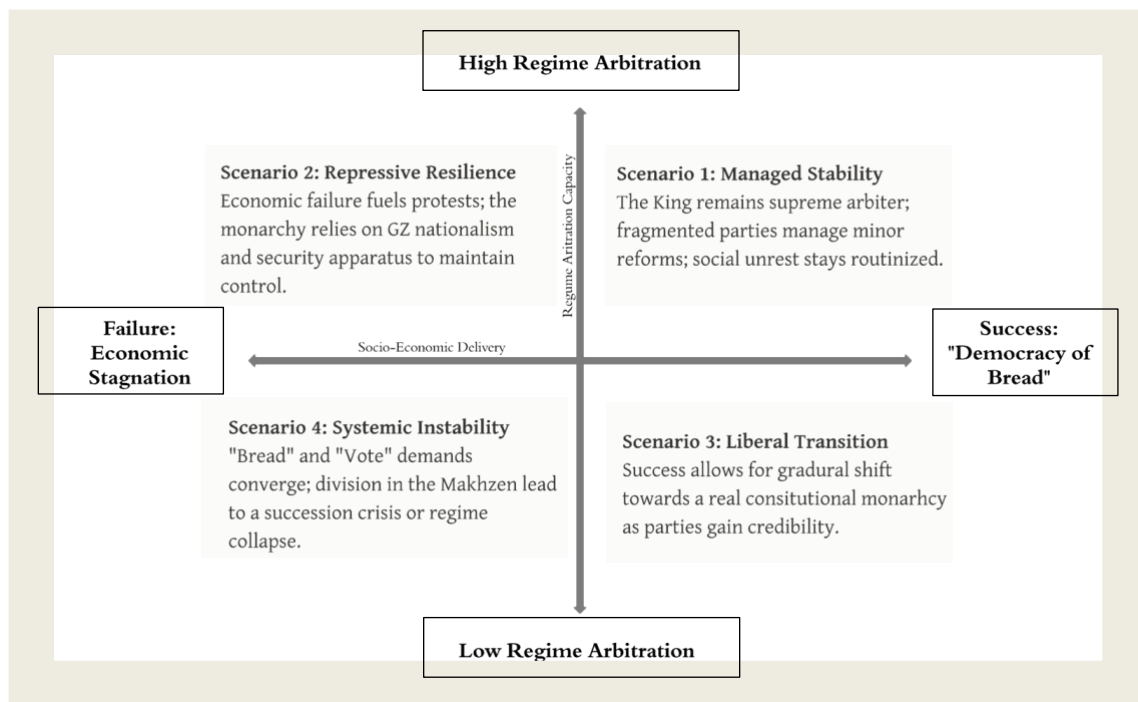 High Regime Arbitration
Scenario 2: Repressive Resilience
Economic failure fuels protests; the
monarchy relies on GZ nationalism
and security apparatus to maintain
control.
Regume Aritration Capacity
Scenario 1: Managed Stability
The King remains supreme arbiter;
fragmented parties manage minor
reforms; social unrest stays routinized.
Failure:
Economic
Stagnation
Socio-Economic Delivery
Success:
"Democracy of
Bread"
Scenario 4: Systemic Instability
"Bread" and "Vote" demands
converge; division in the Makhzen lead
to a succession crisis or regime
collapse.
Scenario 3: Liberal Transition
Success allows for gradural shift
towards a real consitutional monarhcy
as parties gain credibility.
Low Regime Arbitration